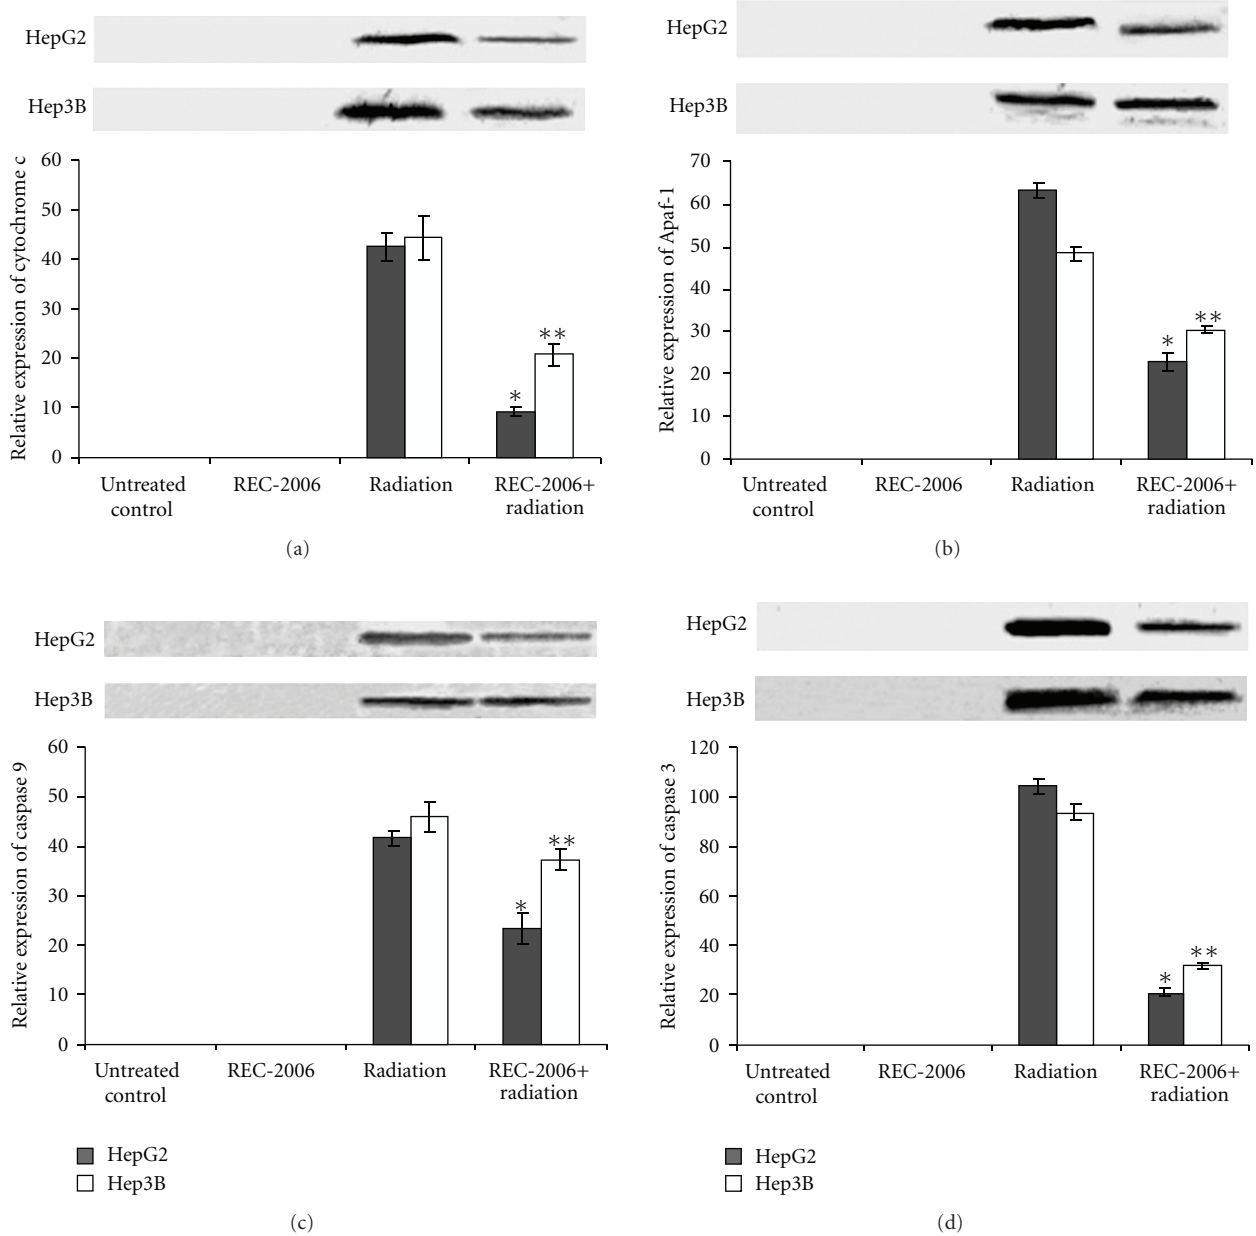 HepG2
Hep3B
Relative expression of cytochrome c
60
50
40
30
20
10
0
**
*
Untreated control
REC-2006
Radiation
REC-2006+ radiation
(a)
HepG2
Hep3B
Relative expression of Apaf-1
70
60
50
40
30
20
10
0
**
*
Untreated control
REC-2006
Radiation
REC-2006+ radiation
(b)
HepG2
Hep3B
Relative expression of caspase 9
60
50
40
30
20
10
0
**
*
Untreated control
REC-2006
Radiation
REC-2006+ radiation
HepG2
Hep3B
(c)
HepG2
Hep3B
Relative expression of caspase 3
120
100
80
60
40
20
0
**
*
Untreated control
REC-2006
Radiation
REC-2006+ radiation
HepG2
Hep3B
(d)